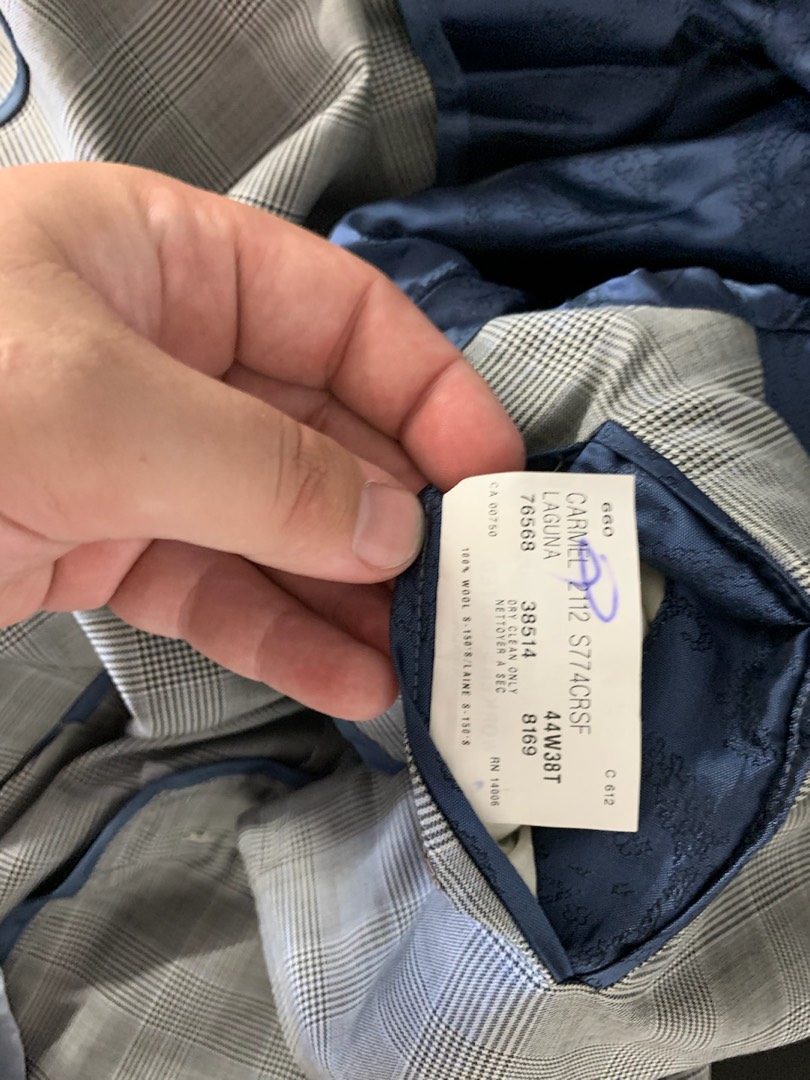 660 C 612
CARMEL 2112 S774CRSF
LAGUNA 44W38T
76568 38514 8169
DRY CLEAN ONLY
NETTOYER A SEC
CA 00750 RN 14006
100% WOOL S-150'S/LAINE S-150'S